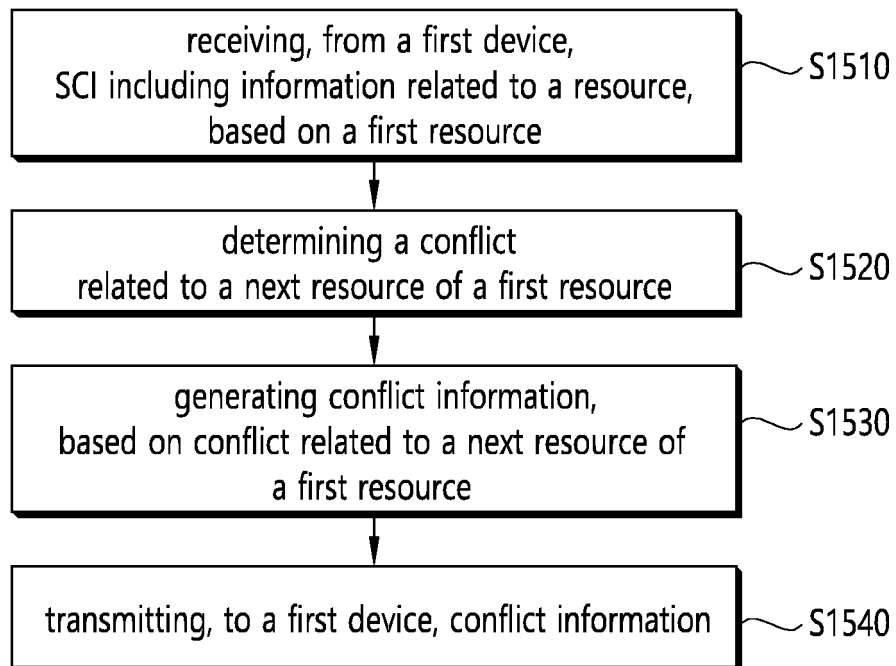 receiving, from a first device,
SCI including information related to a resource,
based on a first resource
S1510
determining a conflict
related to a next resource of a first resource
S1520
generating conflict information,
based on conflict related to a next resource of
a first resource
S1530
transmitting, to a first device, conflict information
S1540